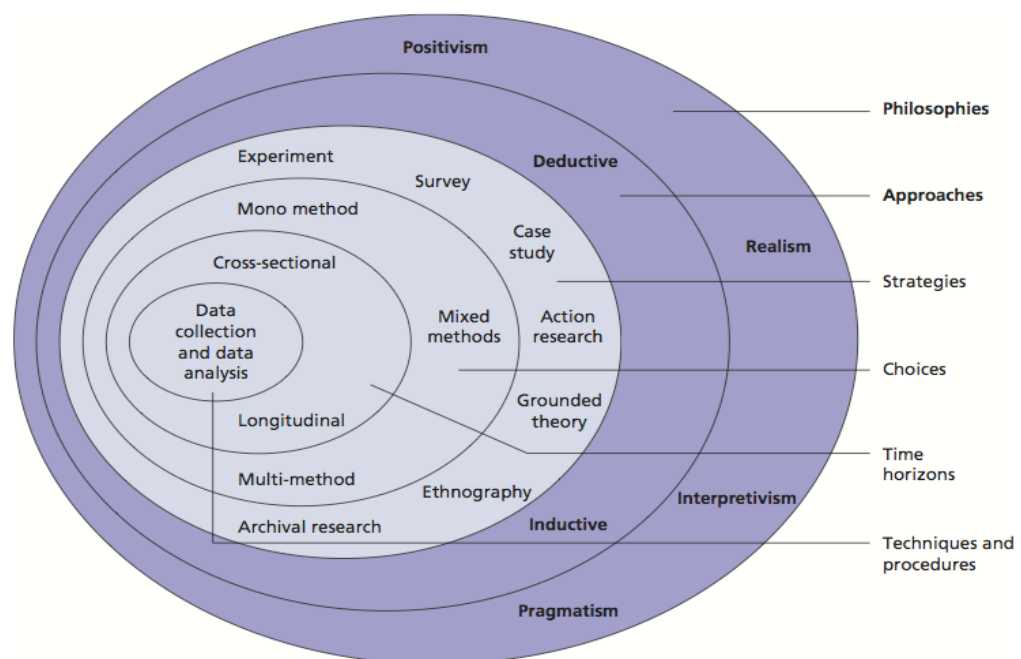 Positivism
Philosophies
Experiment
Deductive
Survey
Approaches
Mono method
Case
study
Realism
Cross-sectional
Strategies
Data
collection
and data
analysis
Mixed
methods
Action
research
Choices
Longitudinal
Grounded
theory
Time
horizons
Multi-method
Ethnography
Interpretivism
Archival research
Inductive
Techniques and
procedures
Pragmatism